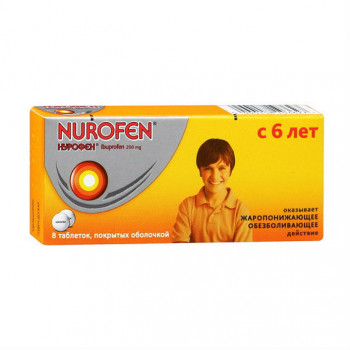 NUROFEN®
НУРОФЕН® Ibuprofen 200 mg
с 6 лет
оказывает
ЖАРОПОНИЖАЮЩЕЕ
ОБЕЗБОЛИВАЮЩЕЕ
действие
8 таблеток, покрытых оболочкой